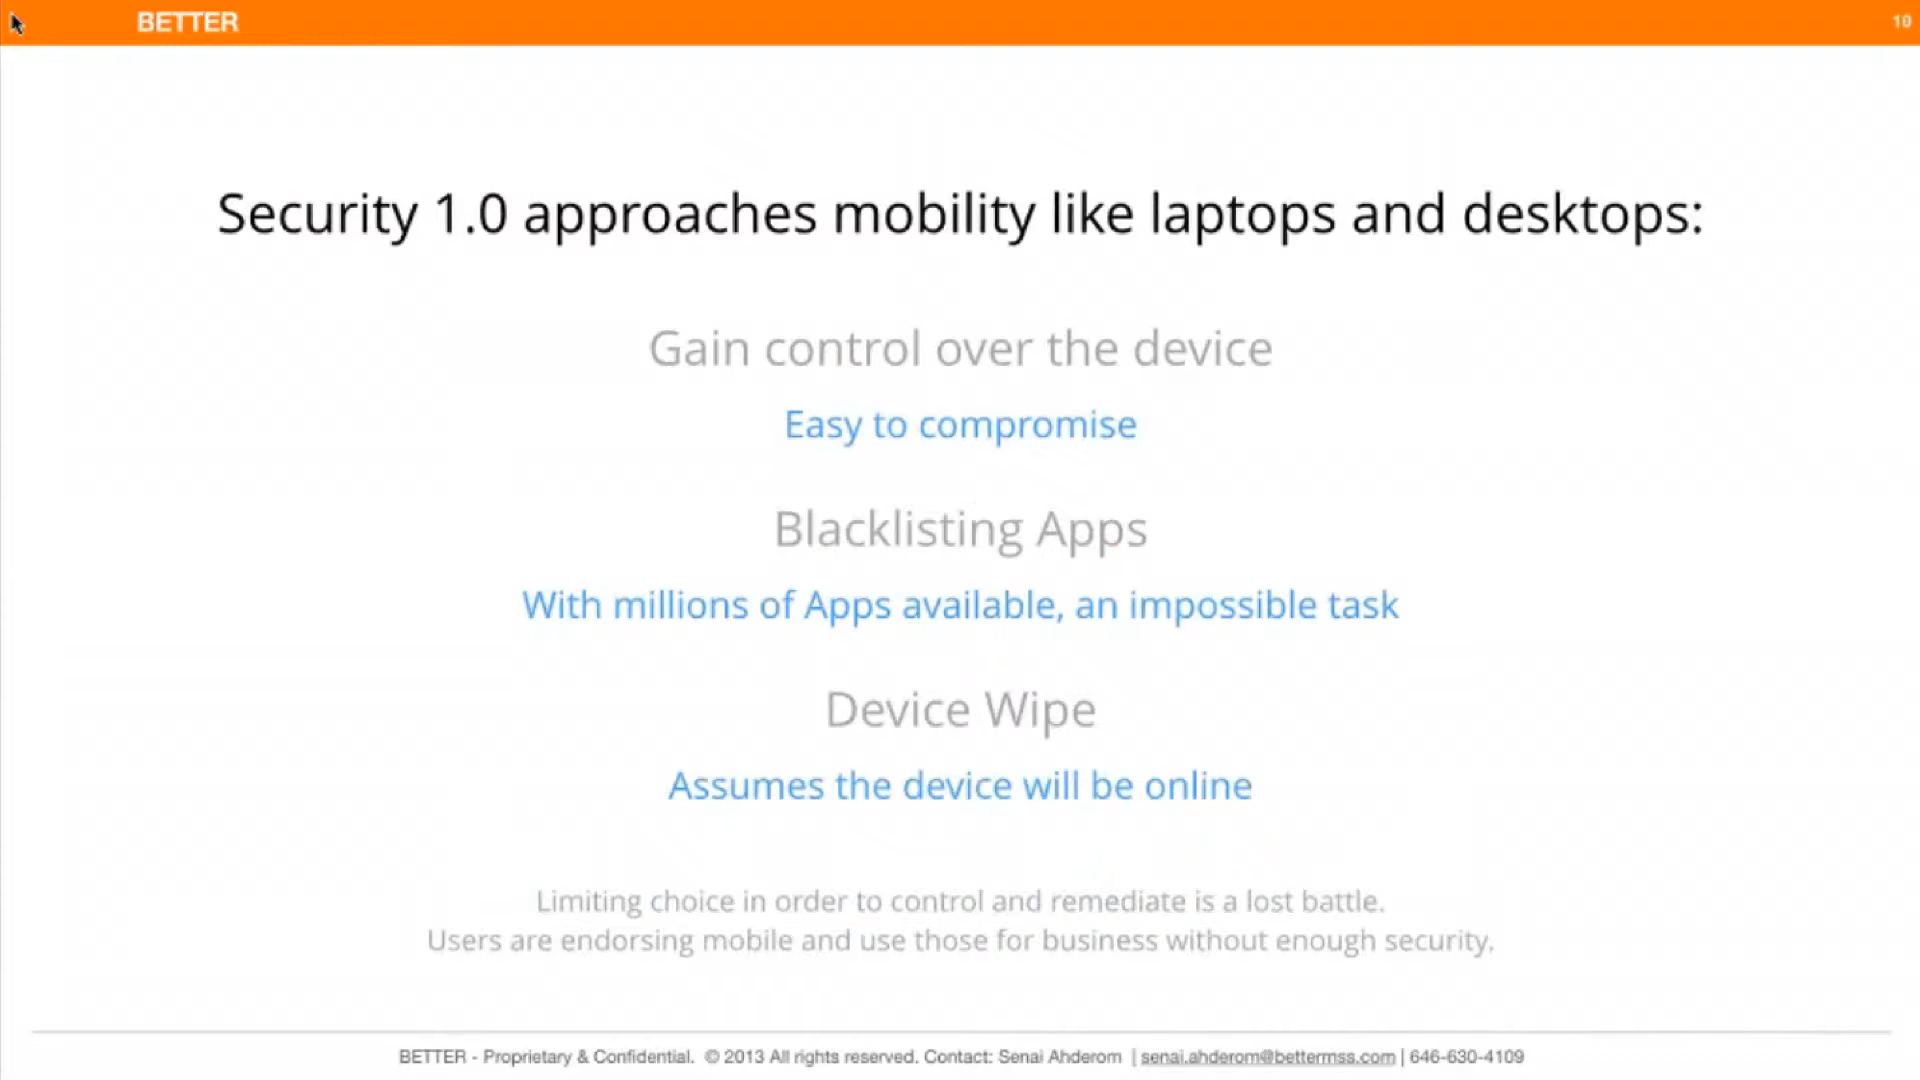 BETTER
10
Security 1.0 approaches mobility like laptops and desktops:
Gain control over the device
Easy to compromise
Blacklisting Apps
With millions of Apps available, an impossible task
Device Wipe
Assumes the device will be online
Limiting choice in order to control and remediate is a lost battle.
Users are endorsing mobile and use those for business without enough security.
BETTER - Proprietary & Confidential. © 2013 All rights reserved. Contact: Senai Ahderom | senai.ahderom@bettermss.com | 646-630-4109